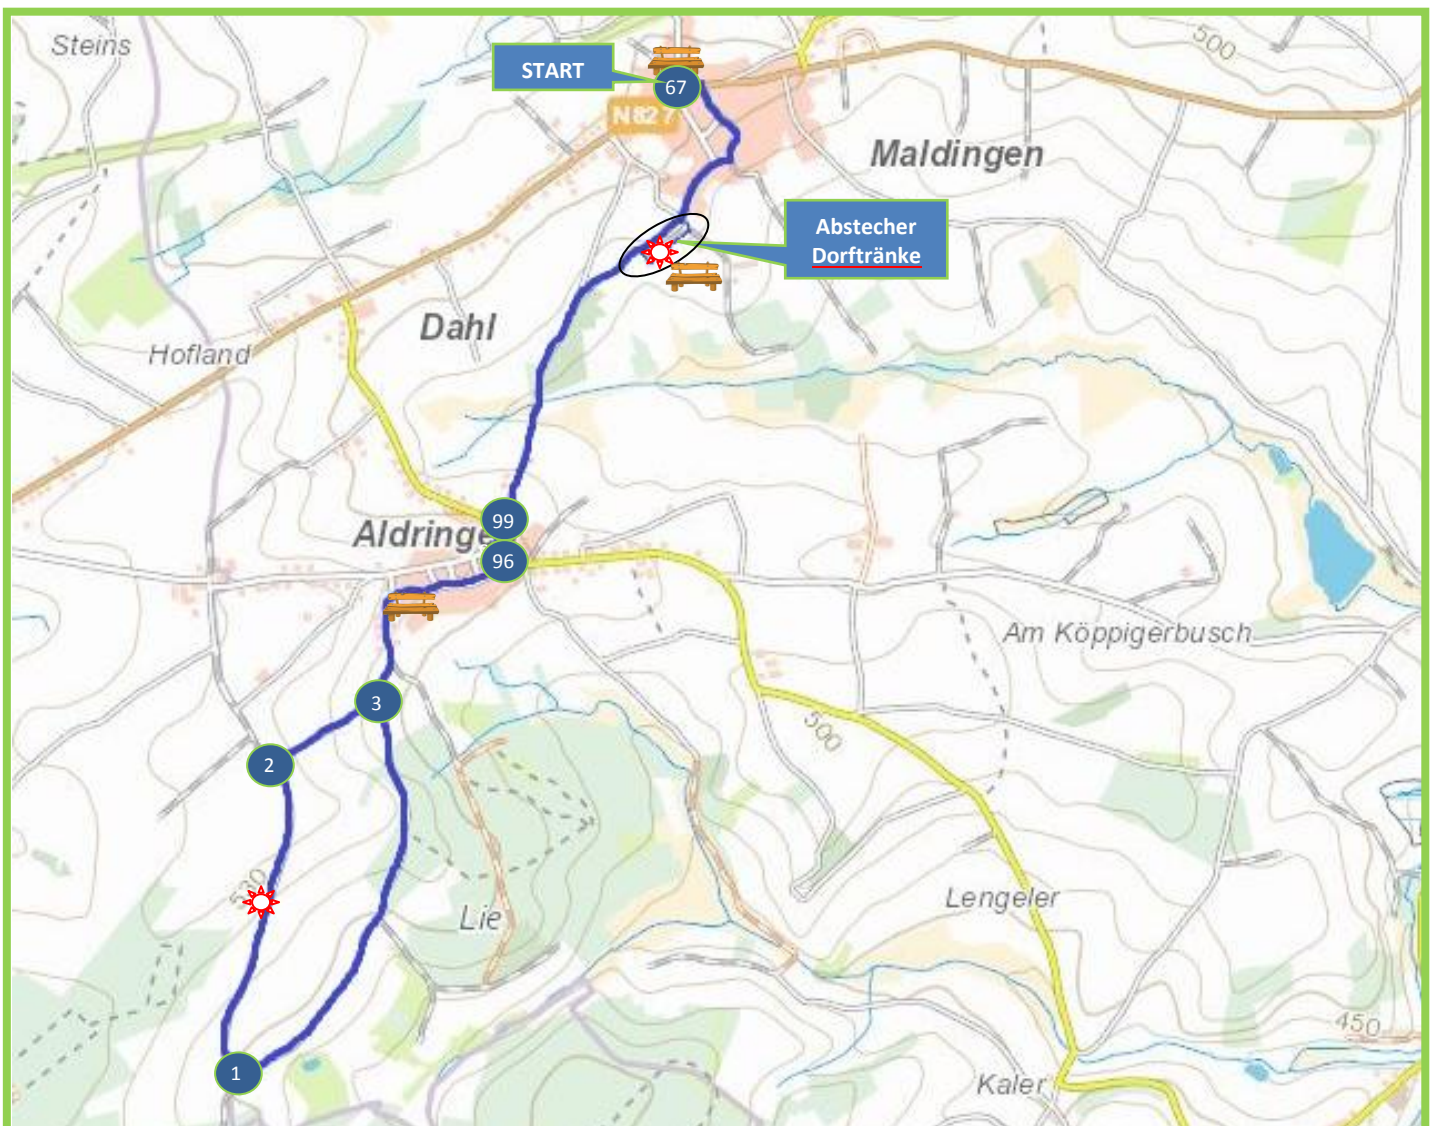 Steins
500
START
67
N827
Maldingen
Abstecher
Dorftränke
Dahl
Hofland
99
Aldringe
96
Am Köppigerbusch
3
500
2
500
Lengeler
Lie
450
1
Kaler